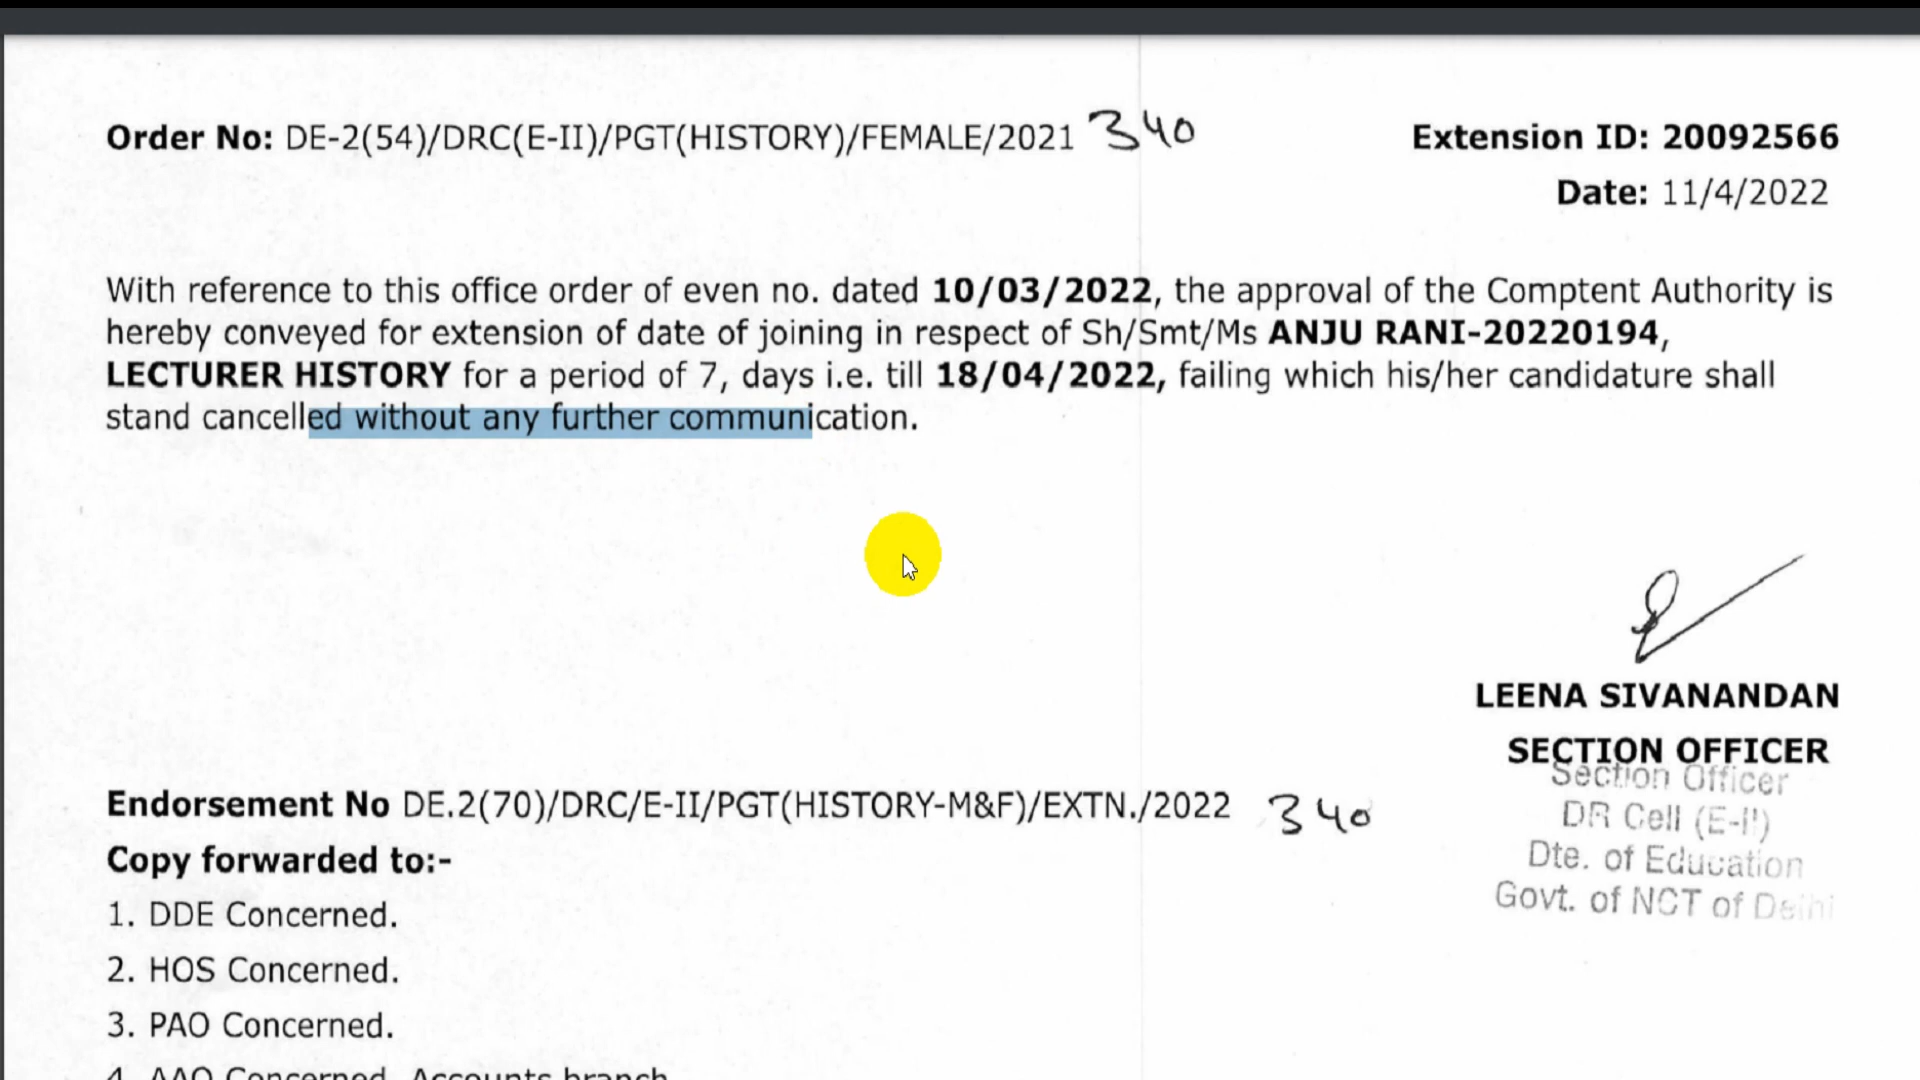 Order No: DE-2(54)/DRC(E-II)/PGT(HISTORY)/FEMALE/2021 340
Extension ID: 20092566
Date: 11/4/2022
With reference to this office order of even no. dated 10/03/2022, the approval of the Comptent Authority is
hereby conveyed for extension of date of joining in respect of Sh/Smt/Ms ANJU RANI-20220194,
LECTURER HISTORY for a period of 7, days i.e. till 18/04/2022, failing which his/her candidature shall
stand cancelled without any further communication.
LEENA SIVANANDAN
SECTION OFFICER
Section Officer
DR Cell (E-II)
Dte. of Education
Govt. of NCT of Delhi
Endorsement No DE.2(70)/DRC/E-II/PGT(HISTORY-M&F)/EXTN./2022 340
Copy forwarded to:-
1. DDE Concerned.
2. HOS Concerned.
3. PAO Concerned.
4. AAO Concerned, Accounts branch